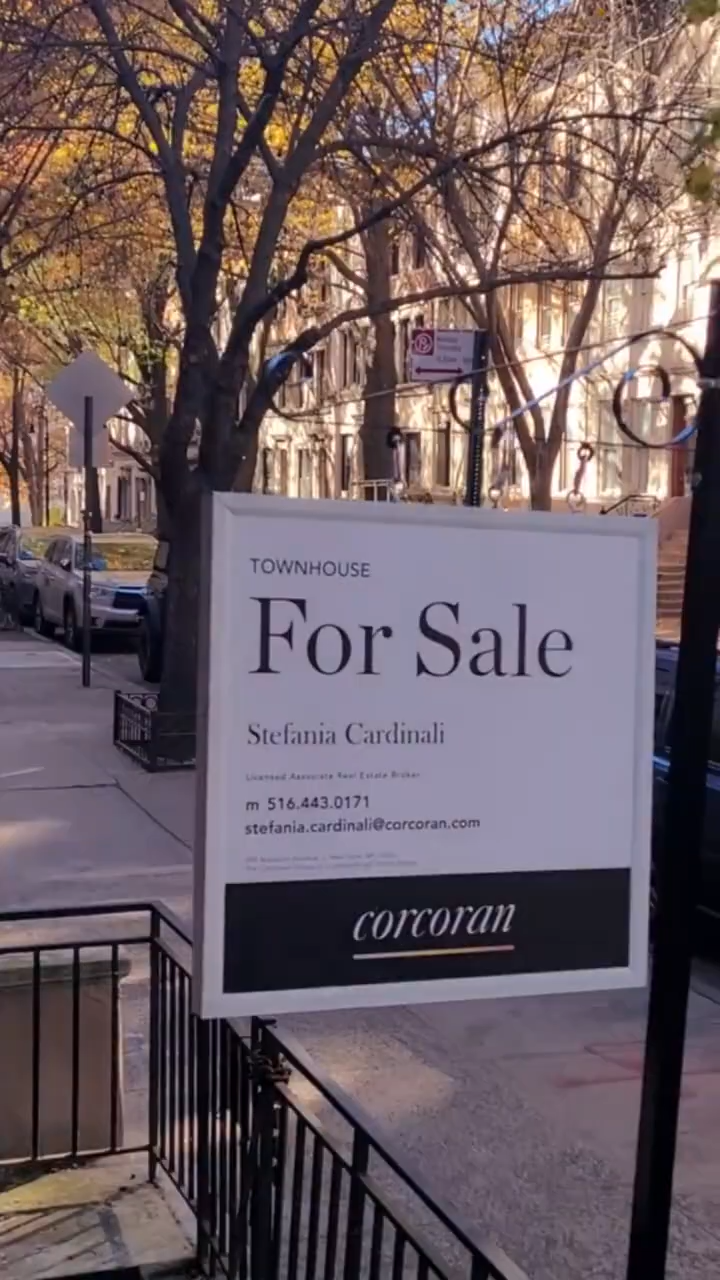 TOWNHOUSE
For Sale
Stefania Cardinali
Licensed Associate Real Estate Broker
m 516.443.0171
stefania.cardinali@corcoran.com
corcoran